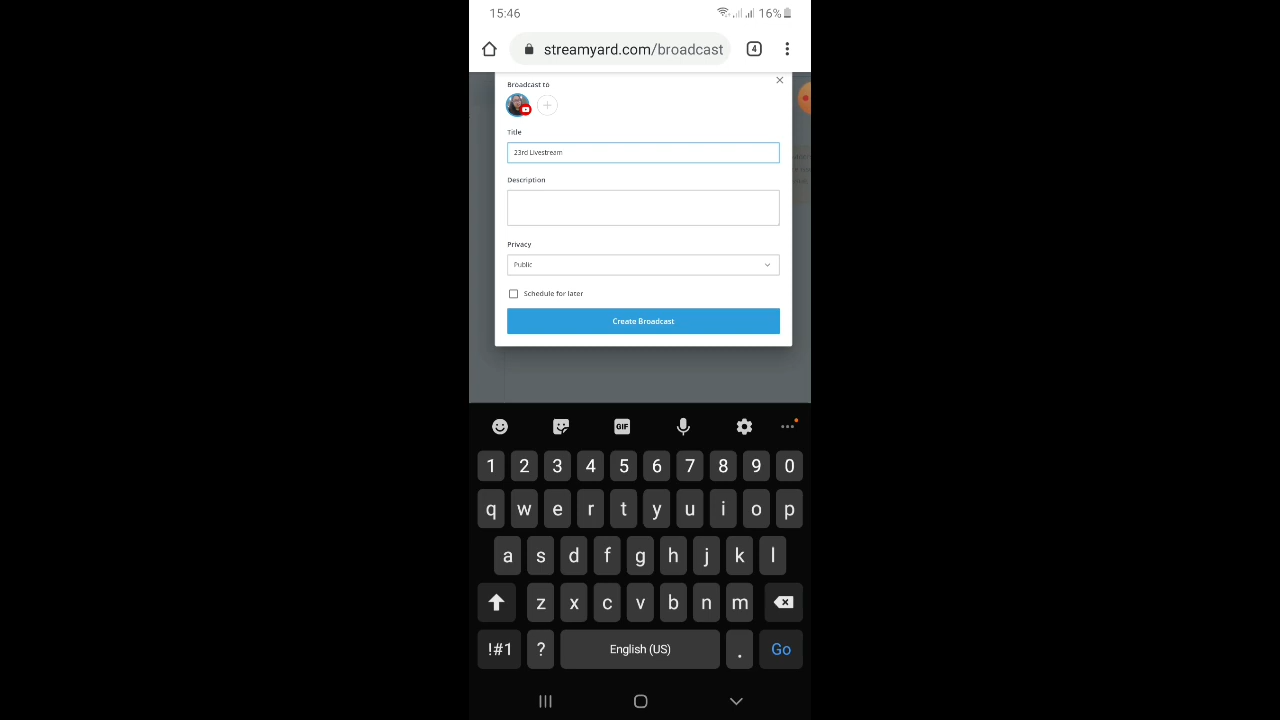 15:46
16%
streamyard.com/broadcast
4
Broadcast to
Title
23rd Livestream
Description
Privacy
Public
Schedule for later
Create Broadcast
GIF
1 2 3 4 5 6 7 8 9 0
q w e r t y u i o p
a s d f g h j k l
z x c v b n m
!#1 ? English (US) . Go